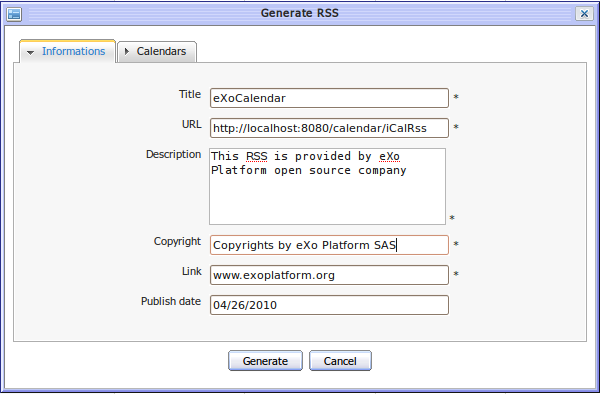 Generate RSS
Informations
Calendars
Title eXoCalendar *
URL http://localhost:8080/calendar/iCalRss *
Description This RSS is provided by eXo
Platform open source company
*
Copyright Copyrights by eXo Platform SAS *
Link www.exoplatform.org *
Publish date 04/26/2010
Generate Cancel